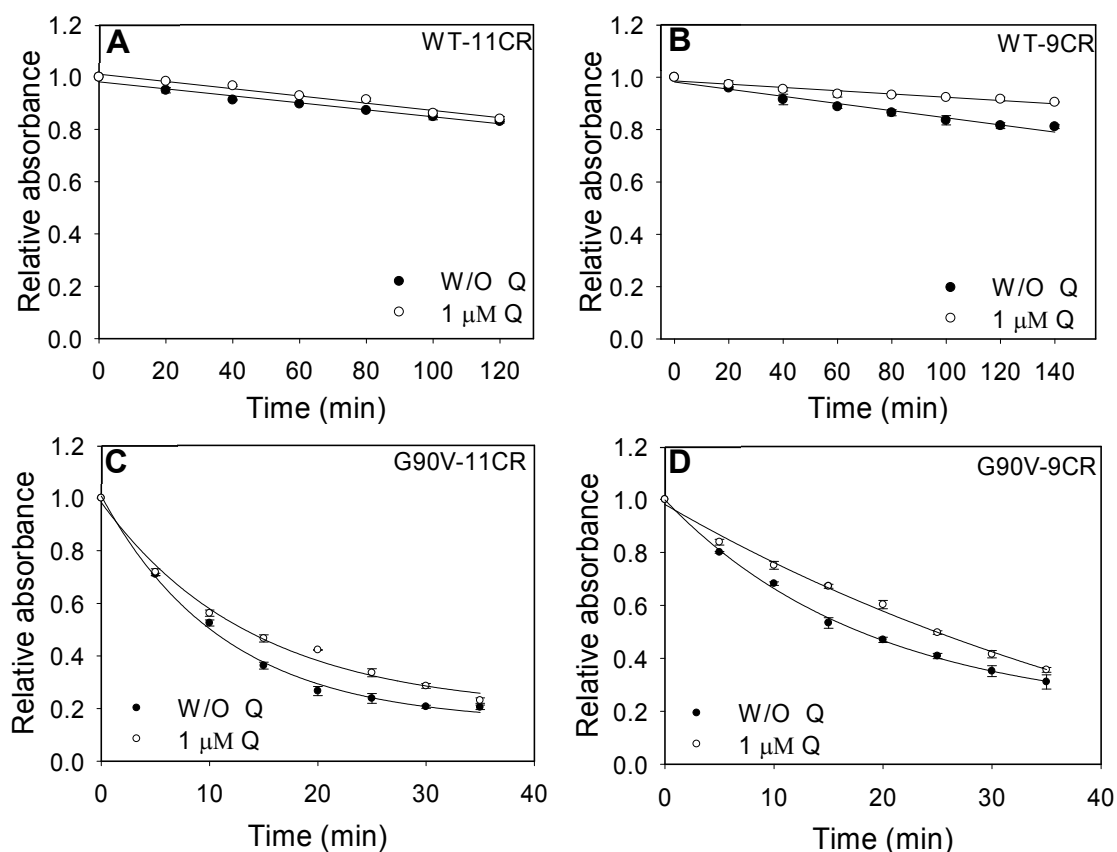 A
WT-11CR
Relative absorbance
1.2
1.0
0.8
0.6
0.4
0.2
0.0
W/O Q
1 μM Q
0 20 40 60 80 100 120
Time (min)
B
WT-9CR
Relative absorbance
1.2
1.0
0.8
0.6
0.4
0.2
0.0
W/O Q
1 μM Q
0 20 40 60 80 100 120 140
Time (min)
C
G90V-11CR
Relative absorbance
1.2
1.0
0.8
0.6
0.4
0.2
0.0
W/O Q
1 μM Q
0 10 20 30 40
Time (min)
D
G90V-9CR
Relative absorbance
1.2
1.0
0.8
0.6
0.4
0.2
0.0
W/O Q
1 μM Q
0 10 20 30 40
Time (min)